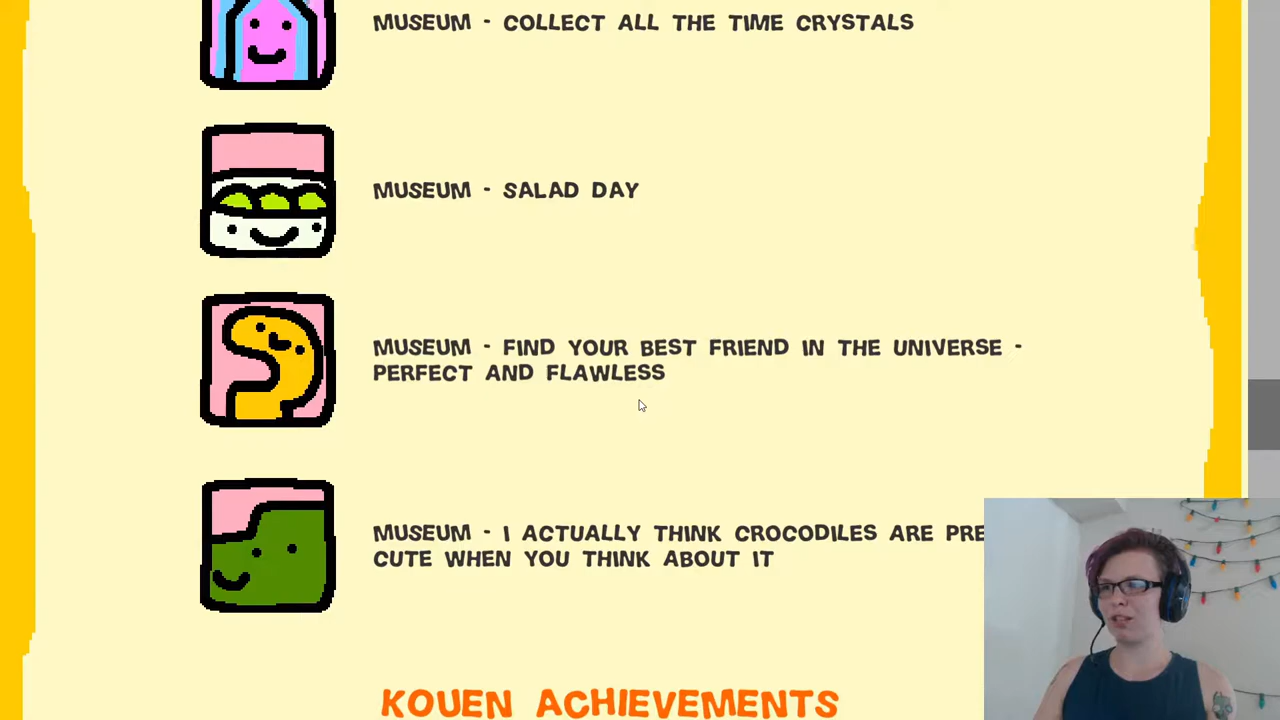 MUSEUM - COLLECT ALL THE TIME CRYSTALS
MUSEUM - SALAD DAY
MUSEUM - FIND YOUR BEST FRIEND IN THE UNIVERSE -
PERFECT AND FLAWLESS
MUSEUM - I ACTUALLY THINK CROCODILES ARE
CUTE WHEN YOU THINK ABOUT IT
KOUEN ACHIEVEMENTS